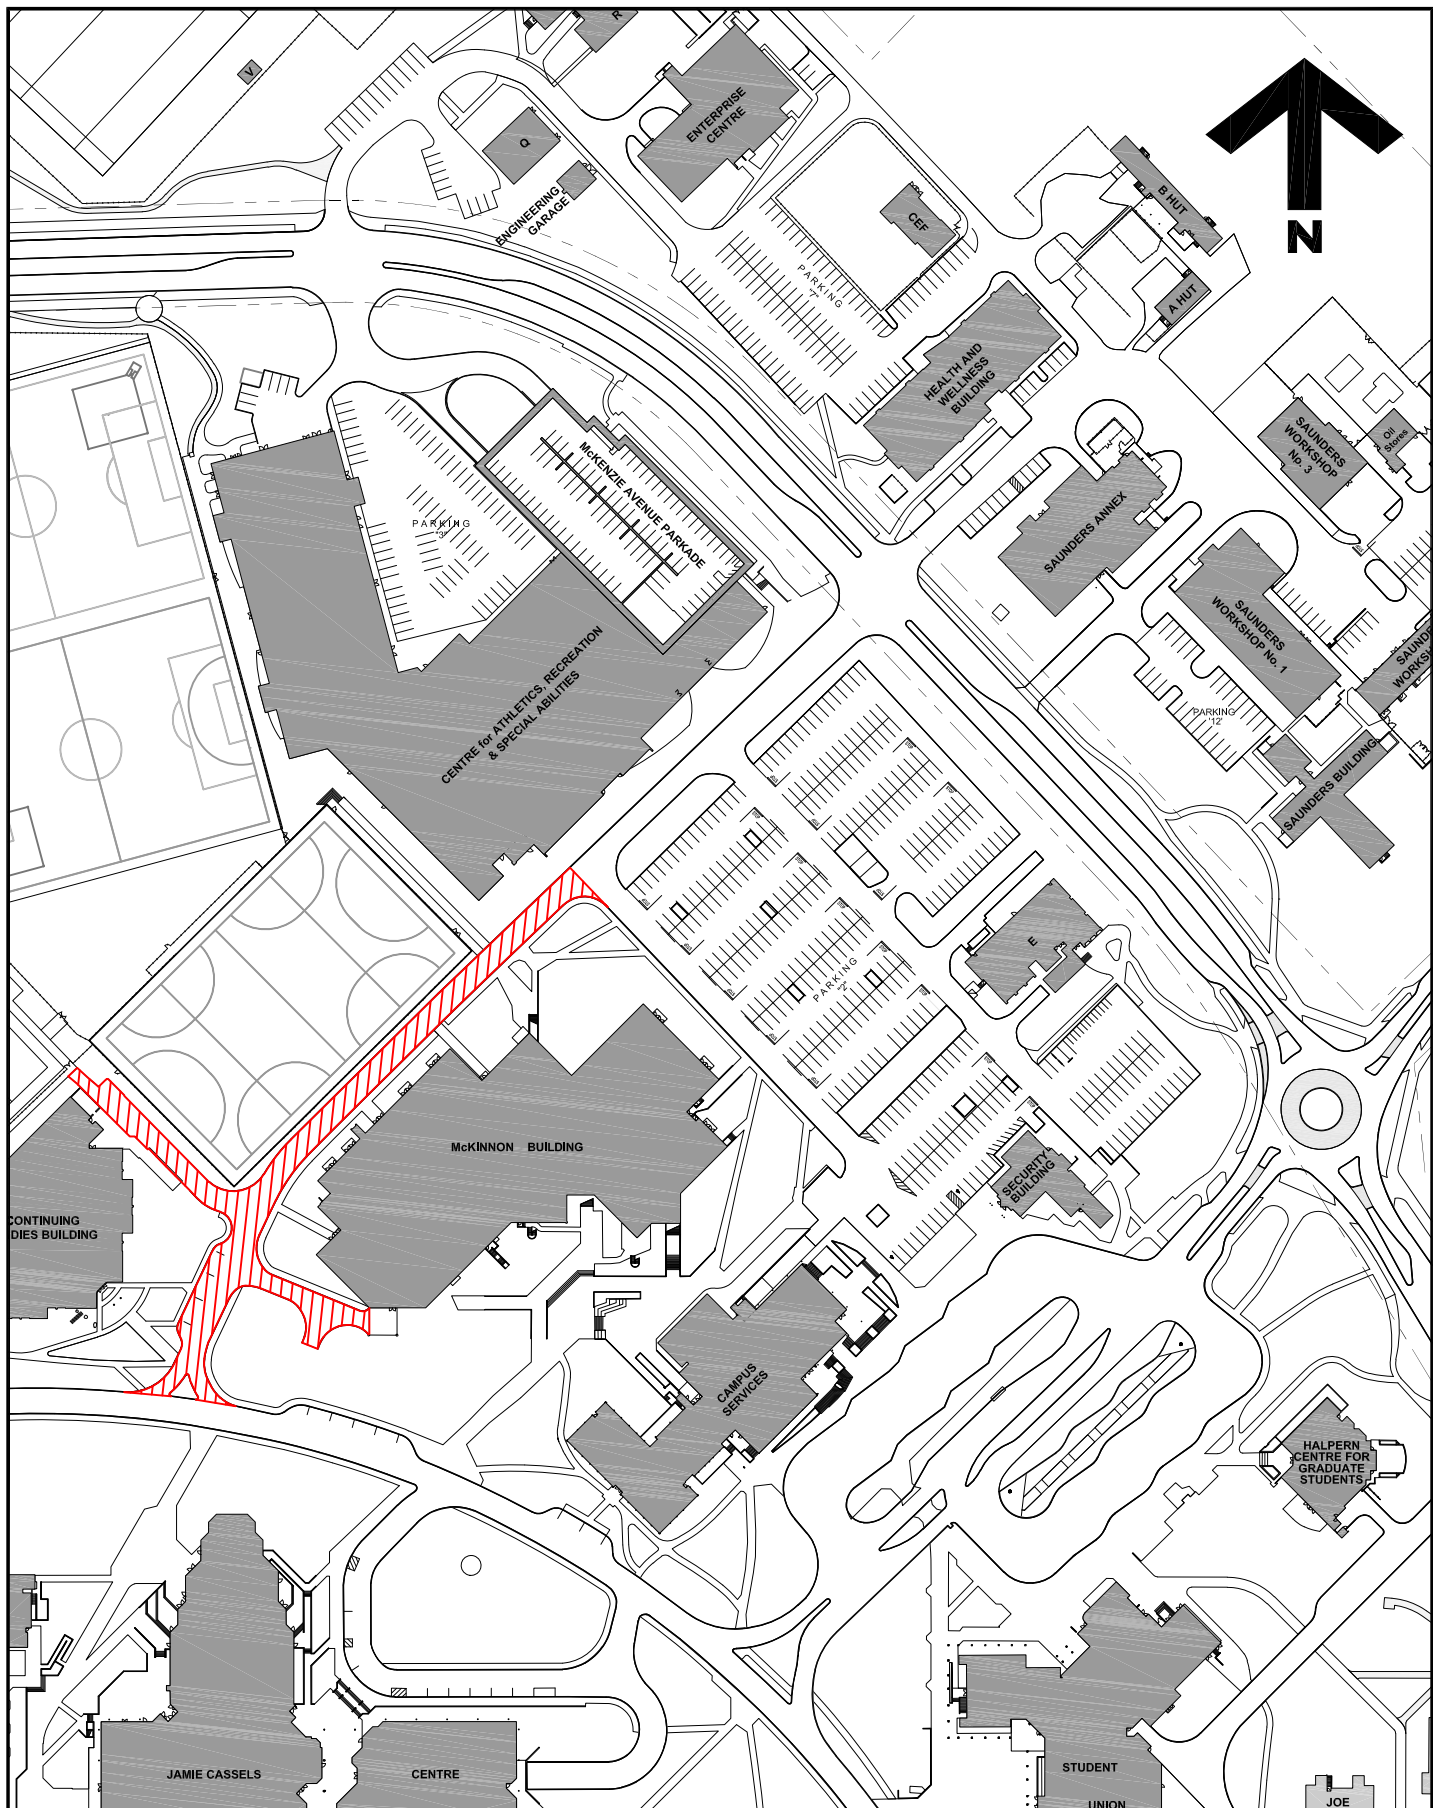 R
V
ENTERPRISE
CENTRE
Q
ENGINEERING
GARAGE
CEF
B HUT
N
A HUT
PARKING
"7"
HEALTH AND
WELLNESS
BUILDING
SAUNDERS
WORKSHOP
No. 3
Oil
Stores
McKENZIE AVENUE PARKADE
PARKING
"3"
SAUNDERS ANNEX
SAUNDERS
WORKSHOP No. 1
SAUNDE
WORKSH
CENTRE for ATHLETICS, RECREATION
& SPECIAL ABILITIES
PARKING
'12'
SAUNDERS BUILDING
E
PARKING
"2"
McKINNON BUILDING
SECURITY
BUILDING
CONTINUING
DIES BUILDING
CAMPUS
SERVICES
HALPERN
CENTRE FOR
GRADUATE
STUDENTS
JAMIE CASSELS
CENTRE
STUDENT
UNION
JOE